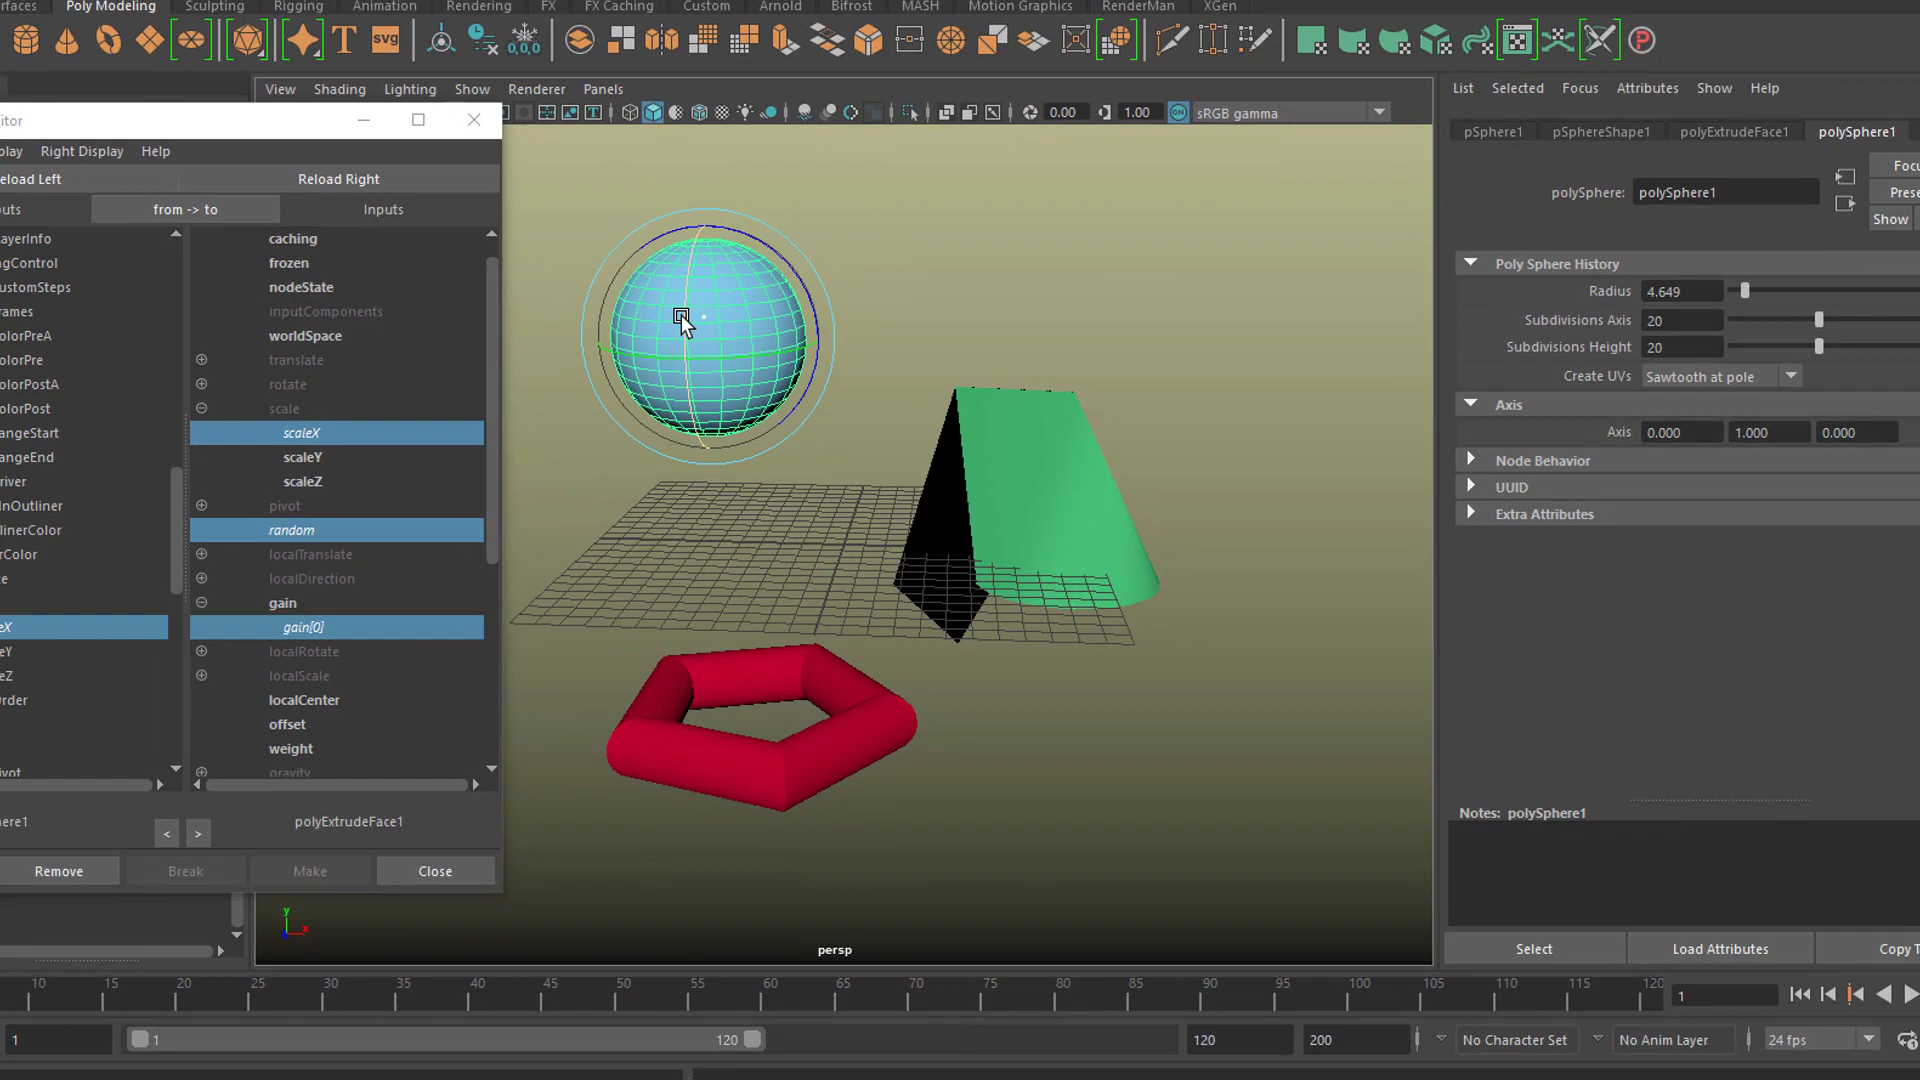 rfaces Poly Modeling Sculpting Rigging Animation Rendering FX FX Caching Custom Arnold Bifrost MASH Motion Graphics RenderMan XGen
T svg 0,0,0
View Shading Lighting Show Renderer Panels
0.00 1.00 ON sRGB gamma
itor
play Right Display Help
eload Left Reload Right
uts from -> to Inputs
ayerInfo caching
ngControl frozen
ustomSteps nodeState
rames inputComponents
olorPreA worldSpace
olorPre translate
olorPostA rotate
olorPost scale
angeStart scaleX
angeEnd scaleY
river scaleZ
InOutliner pivot
tlinerColor random
rColor localTranslate
te localDirection
gain
eX gain[0]
eY localRotate
eZ localScale
Order localCenter
offset
weight
ivot gravity
ere1 polyExtrudeFace1
< >
Remove Break Make Close
y x
persp
List Selected Focus Attributes Show Help
pSphere1 pSphereShape1 polyExtrudeFace1 polySphere1
polySphere: polySphere1
Focu
Prese
Show
Poly Sphere History
Radius 4.649
Subdivisions Axis 20
Subdivisions Height 20
Create UVs Sawtooth at pole
Axis
Axis 0.000 1.000 0.000
Node Behavior
UUID
Extra Attributes
Notes: polySphere1
Select Load Attributes Copy T
10 15 20 25 30 35 40 45 50 55 60 65 70 75 80 85 90 95 100 105 110 115 120 1
1 1 120 120 200 No Character Set No Anim Layer 24 fps